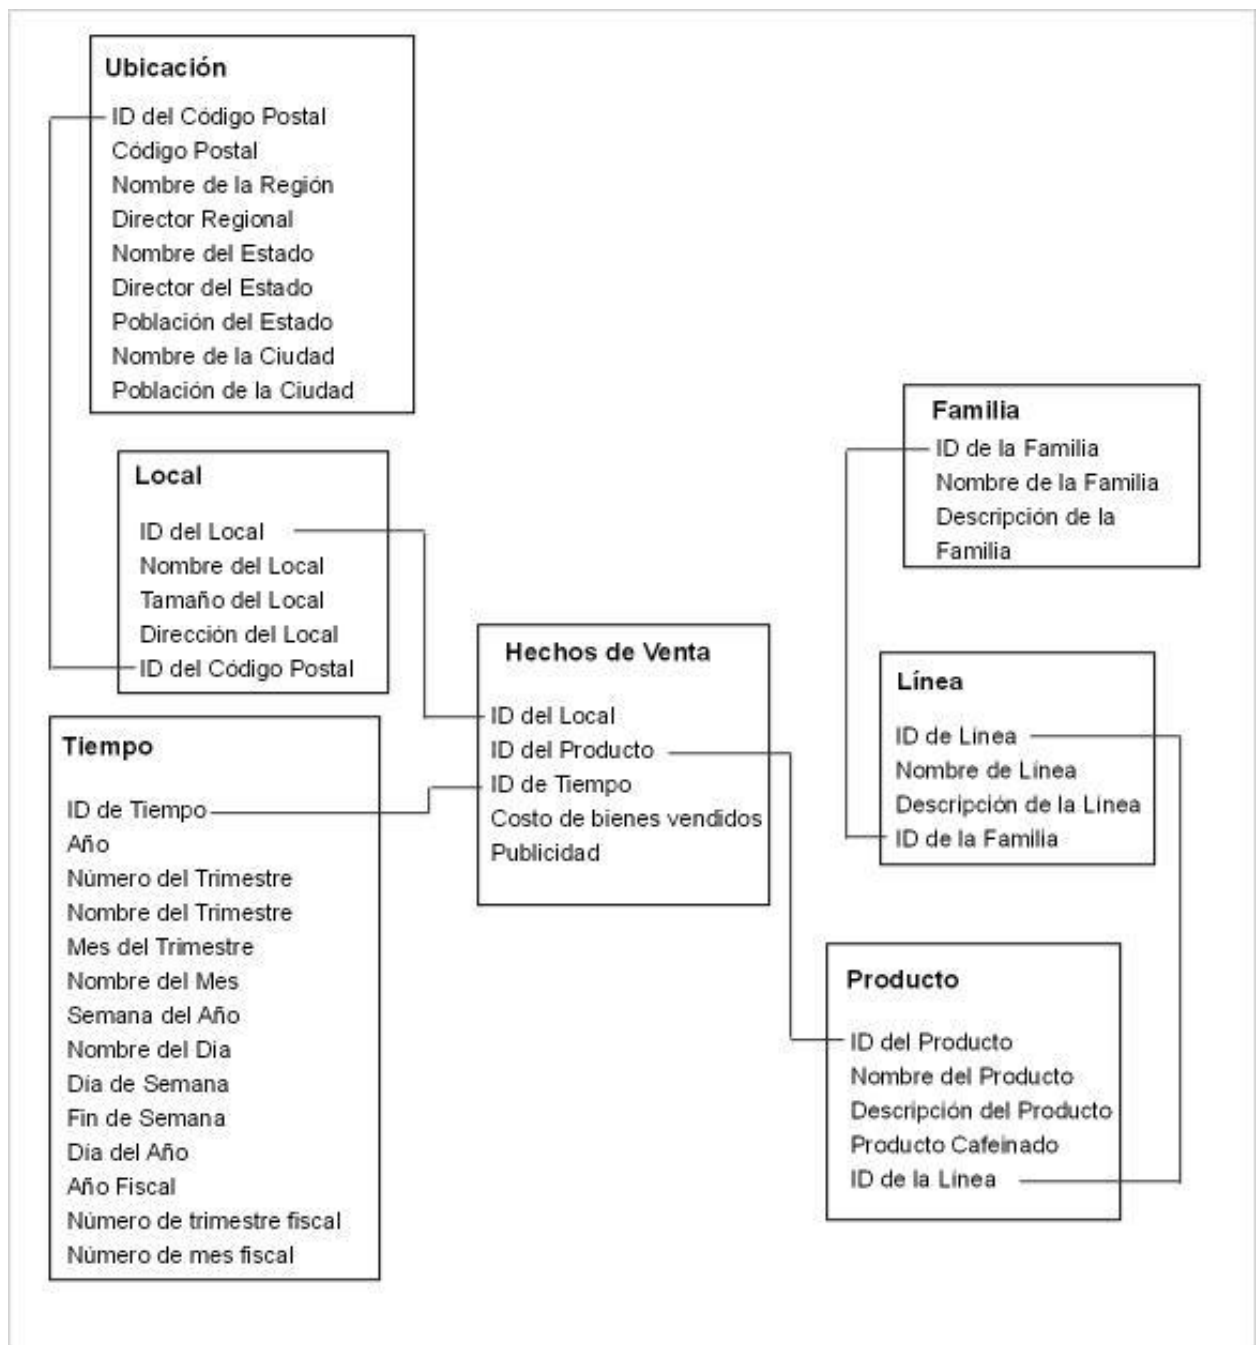 Ubicación
ID del Código Postal
Código Postal
Nombre de la Región
Director Regional
Nombre del Estado
Director del Estado
Población del Estado
Nombre de la Ciudad
Población de la Ciudad
Local
ID del Local
Nombre del Local
Tamaño del Local
Dirección del Local
ID del Código Postal
Tiempo
ID de Tiempo
Año
Número del Trimestre
Nombre del Trimestre
Mes del Trimestre
Nombre del Mes
Semana del Año
Nombre del Día
Día de Semana
Fin de Semana
Día del Año
Año Fiscal
Número de trimestre fiscal
Número de mes fiscal
Hechos de Venta
ID del Local
ID del Producto
ID de Tiempo
Costo de bienes vendidos
Publicidad
Familia
ID de la Familia
Nombre de la Familia
Descripción de la
Familia
Línea
ID de Línea
Nombre de Línea
Descripción de la Línea
ID de la Familia
Producto
ID del Producto
Nombre del Producto
Descripción del Producto
Producto Cafeinado
ID de la Línea